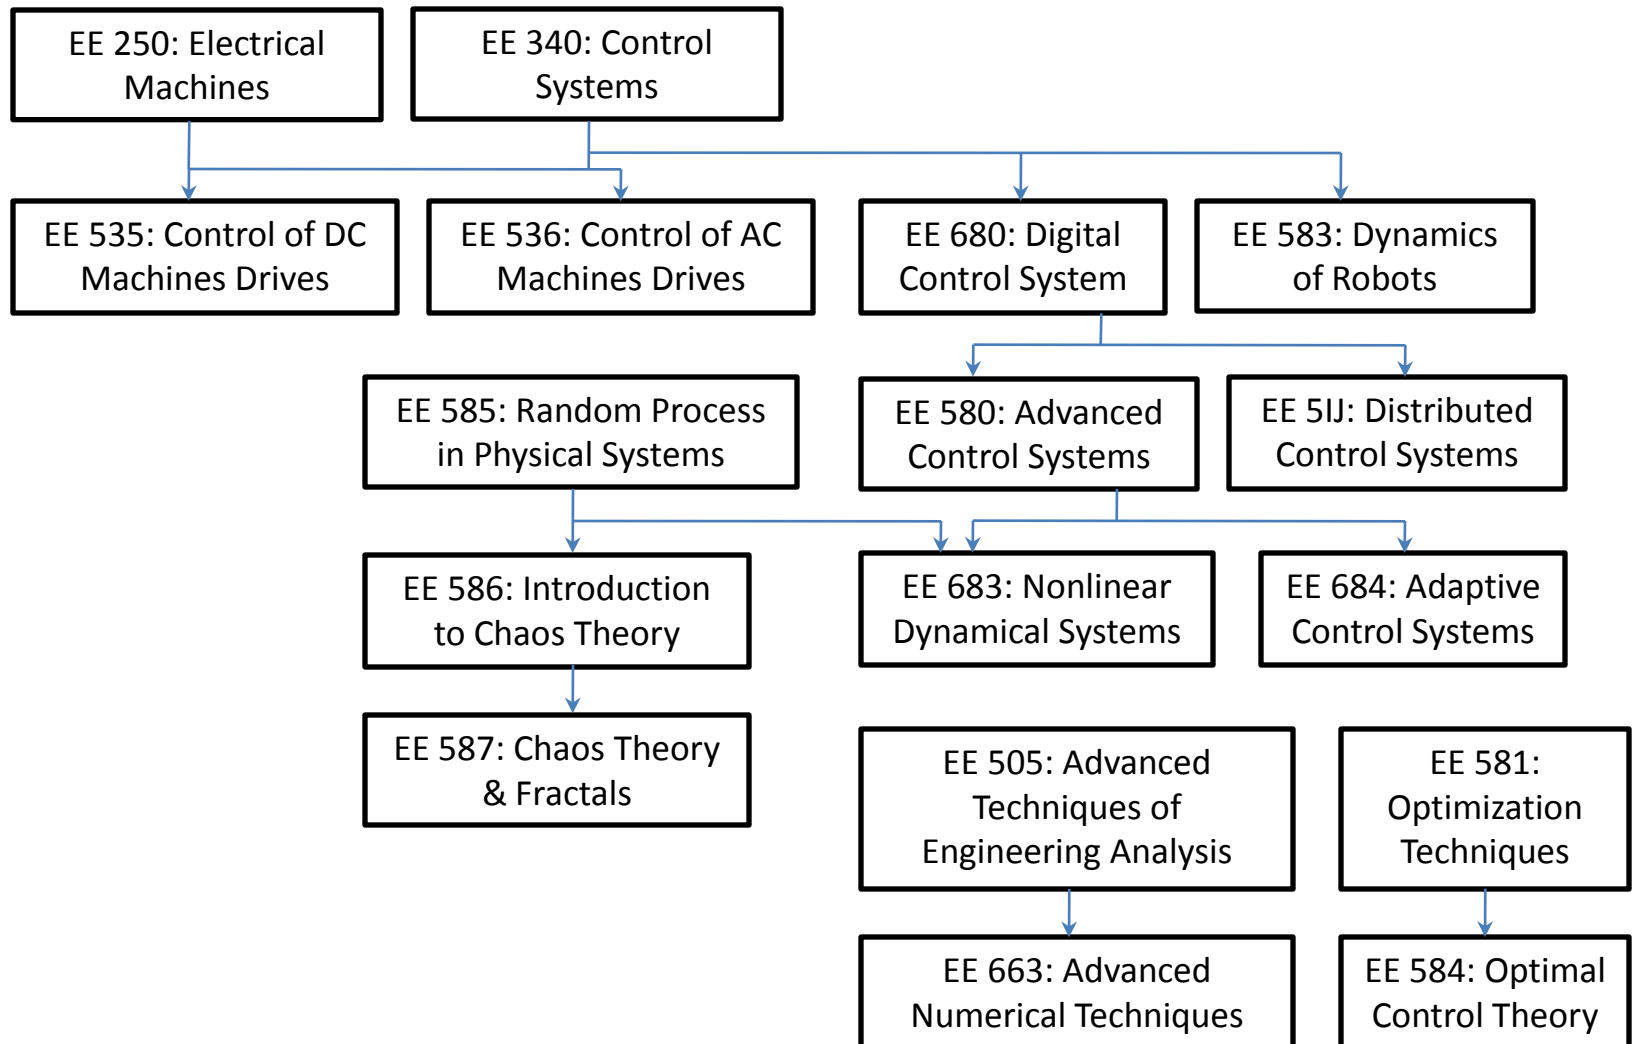 EE 250: Electrical
Machines
EE 340: Control
Systems
EE 535: Control of DC
Machines Drives
EE 536: Control of AC
Machines Drives
EE 680: Digital
Control System
EE 583: Dynamics
of Robots
EE 585: Random Process
in Physical Systems
EE 580: Advanced
Control Systems
EE 5IJ: Distributed
Control Systems
EE 586: Introduction
to Chaos Theory
EE 683: Nonlinear
Dynamical Systems
EE 684: Adaptive
Control Systems
EE 587: Chaos Theory
& Fractals
EE 505: Advanced
Techniques of
Engineering Analysis
EE 581:
Optimization
Techniques
EE 663: Advanced
Numerical Techniques
EE 584: Optimal
Control Theory